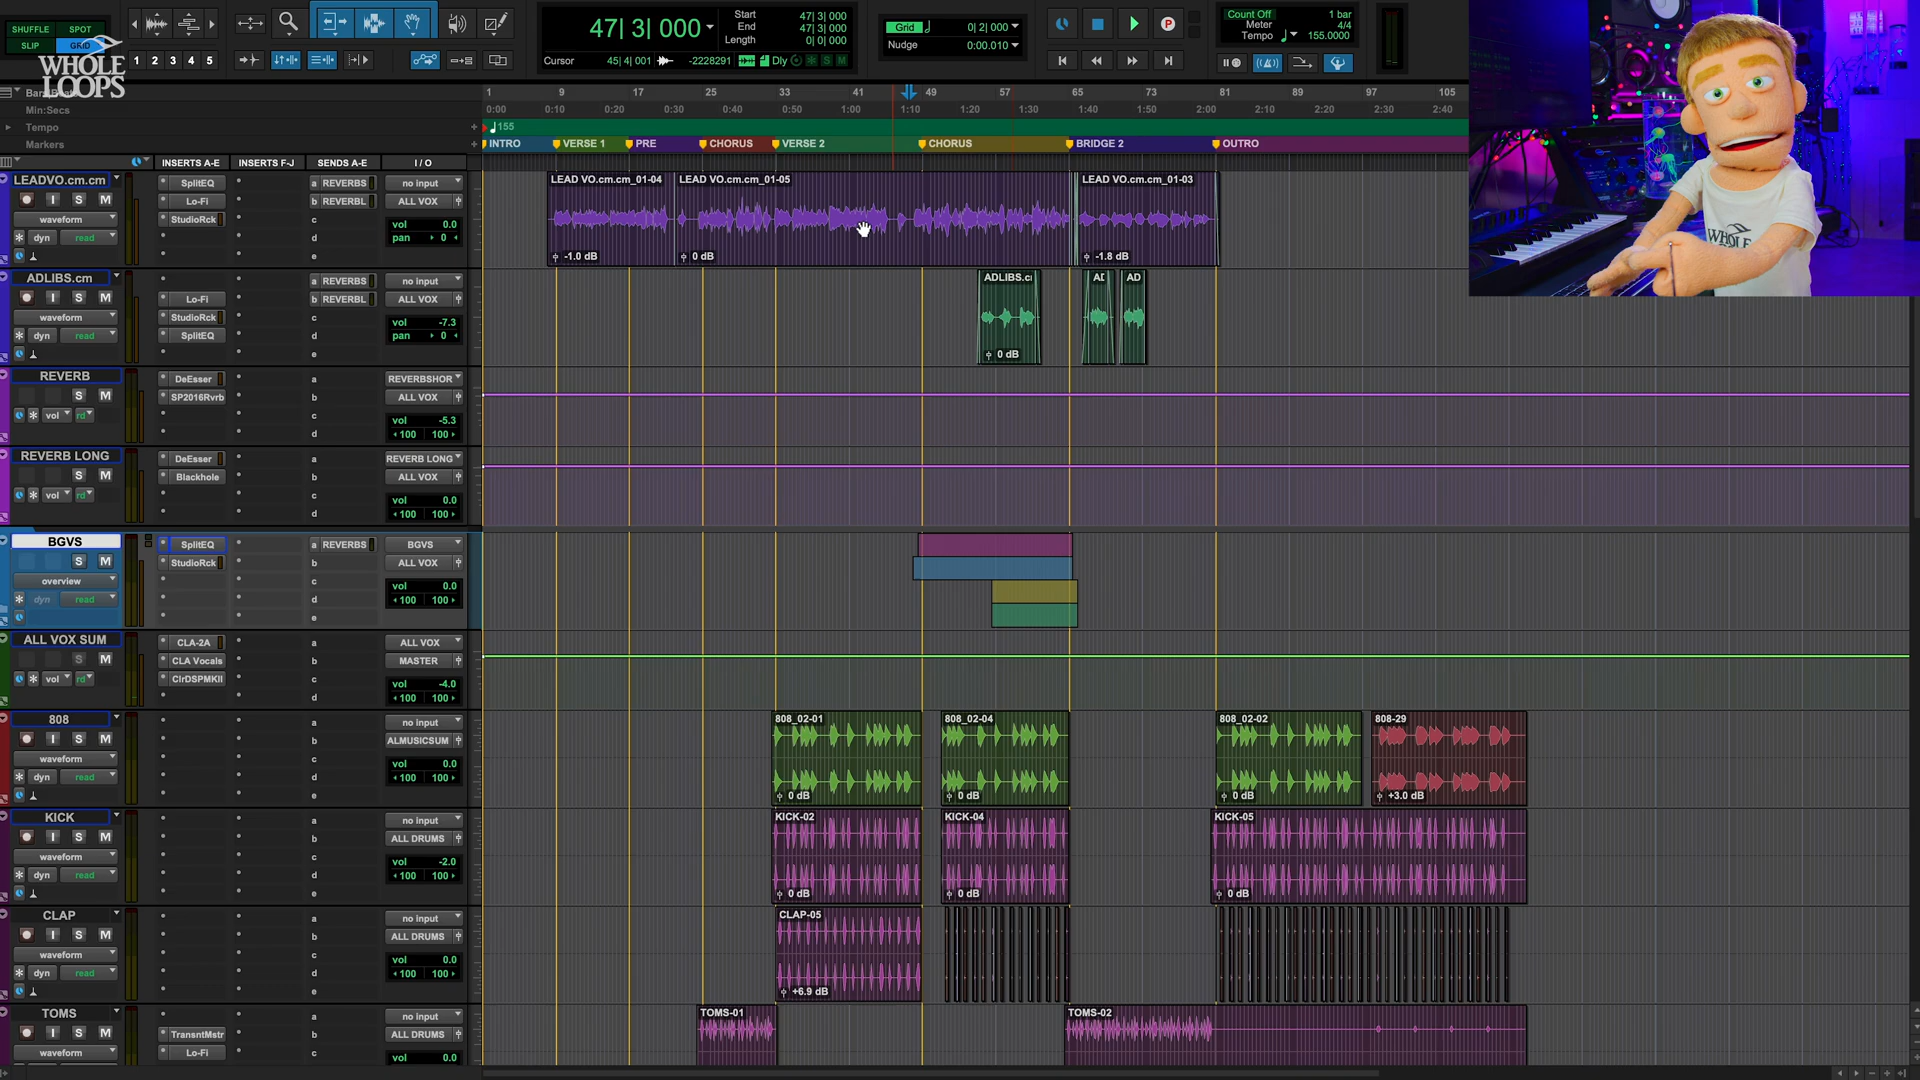 SHUFFLE SPOT
SLIP GRID
WHOLE
LOOPS
1 2 3 4 5
47| 3| 000
Start 47| 3| 000
End 47| 3| 000
Length 0| 0| 000
Cursor 45| 4| 001 -2228291 Dly S M
Grid 0| 2| 000
Nudge 0:00.010
P
Count Off 1 bar
Meter 4/4
Tempo 155.0000
1 9 17 25 33 41 49 57 65 73 81 89 97 105
Min:Secs 0:00 0:10 0:20 0:30 0:40 0:50 1:00 1:10 1:20 1:30 1:40 1:50 2:00 2:10 2:20 2:30 2:40
Tempo 155
Markers INTRO VERSE 1 PRE CHORUS VERSE 2 CHORUS BRIDGE 2 OUTRO
INSERTS A-E INSERTS F-J SENDS A-E I / O
LEADVO.cm.cm SplitEQ a REVERBS no input
I S M Lo-Fi b REVERBL ALL VOX
waveform StudioRck c vol 0.0
dyn read d pan 0
e
LEAD VO.cm.cm_01-04 LEAD VO.cm.cm_01-05 LEAD VO.cm.cm_01-03
-1.0 dB 0 dB -1.8 dB
ADLIBS.cm a REVERBS no input
I S M Lo-Fi b REVERBL ALL VOX
waveform StudioRck c vol -7.3
dyn read SplitEQ d pan 0
e
ADLIBS.c AD
0 dB
REVERB DeEsser a REVERBSHOR
S M SP2016Rvrb b ALL VOX
vol rd c vol -5.3
d 100 100
REVERB LONG DeEsser a REVERB LONG
S M Blackhole b ALL VOX
vol rd c vol 0.0
d 100 100
BGVS SplitEQ a REVERBS BGVS
S M StudioRck b ALL VOX
overview c vol 0.0
dyn read d 100 100
e
ALL VOX SUM CLA-2A a ALL VOX
S M CLA Vocals b MASTER
vol rd ClrDSPMKII c vol -4.0
d 100 100
808 a no input
I S M b ALMUSICSUM
waveform c vol 0.0
dyn read d 100 100
e
808_02-01 808_02-04 808_02-02 808-29
0 dB 0 dB 0 dB +3.0 dB
KICK a no input
I S M b ALL DRUMS
waveform c vol -2.0
dyn read d 100 100
e
KICK-02 KICK-04 KICK-05
0 dB 0 dB 0 dB
CLAP a no input
I S M b ALL DRUMS
waveform c vol 0.0
dyn read d 100 100
e
CLAP-05
+6.9 dB
TOMS a no input
I S M TransntMstr b ALL DRUMS
waveform Lo-Fi c vol 0.0
TOMS-01 TOMS-02
WHOLE